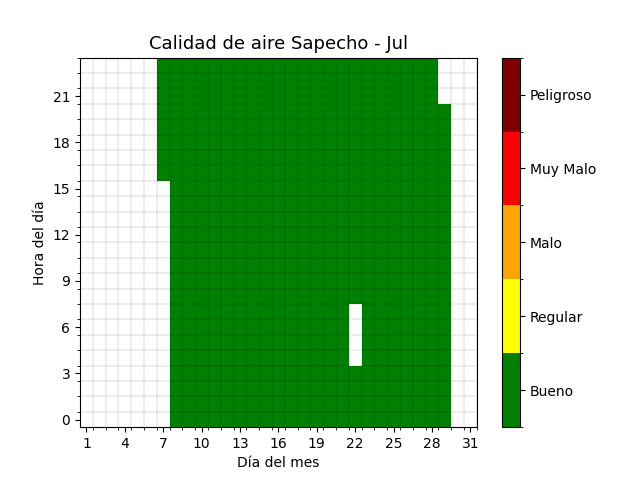 Calidad de aire Sapecho - Jul
Hora del día
21
18
15
12
9
6
3
0
1 4 7 10 13 16 19 22 25 28 31
Día del mes
Peligroso
Muy Malo
Malo
Regular
Bueno